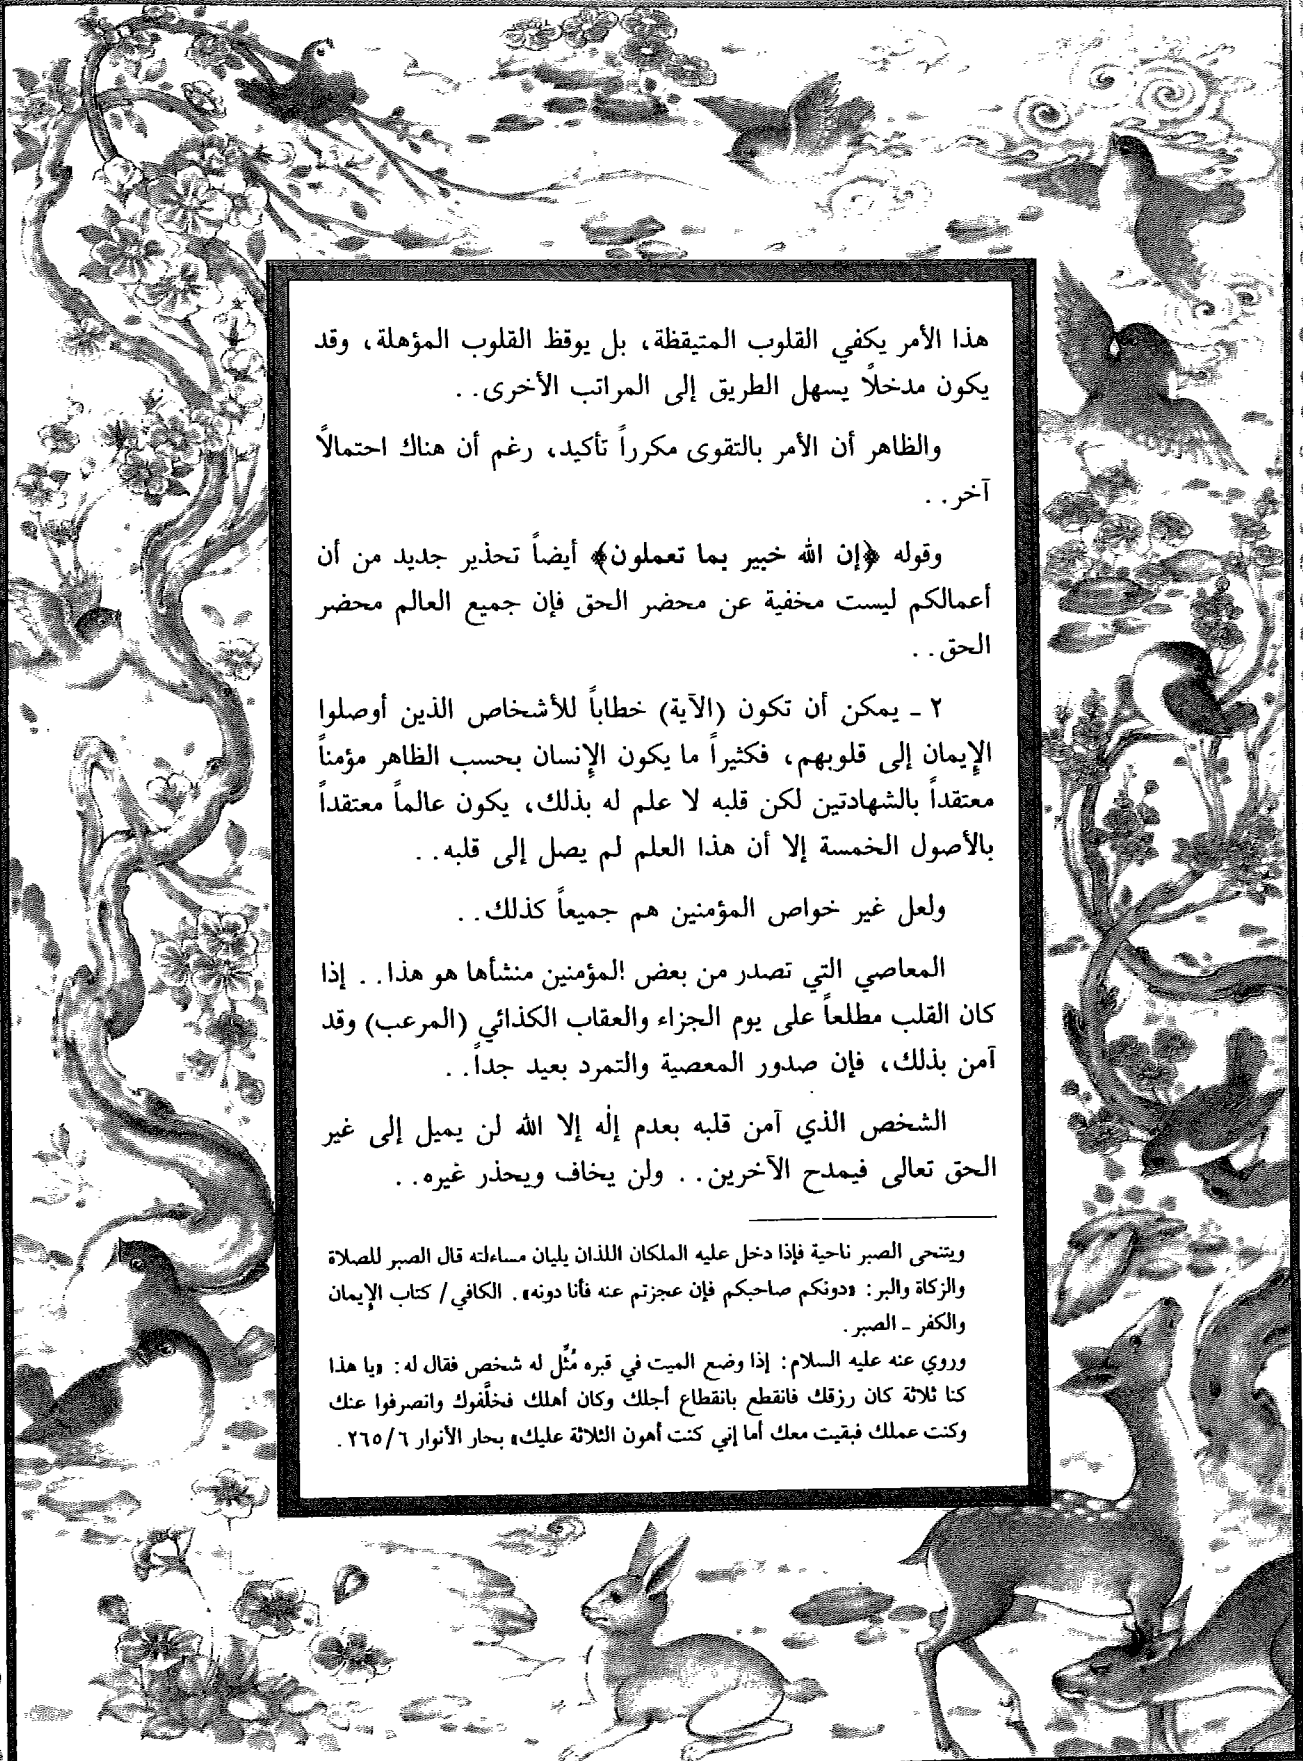 هذا الأمر يكفي القلوب المتيقظة، بل يوقظ القلوب المؤهلة، وقد
يكون مدخلاً يسهل الطريق إلى المراتب الأخرى..
والظاهر أن الأمر بالتقوى مكرراً تأكيد، رغم أن هناك احتمالاً
آخر..
وقوله ﴿إن الله خبير بما تعملون﴾ أيضاً تحذير جديد من أن
أعمالكم ليست مخفية عن محضر الحق فإن جميع العالم محضر
الحق..
٢ ـ يمكن أن تكون (الآية) خطاباً للأشخاص الذين أوصلوا
الإيمان إلى قلوبهم، فكثيراً ما يكون الإنسان بحسب الظاهر مؤمناً
معتقداً بالشهادتين لكن قلبه لا علم له بذلك، يكون عالماً معتقداً
بالأصول الخمسة إلا أن هذا العلم لم يصل إلى قلبه..
ولعل غير خواص المؤمنين هم جميعاً كذلك..
المعاصي التي تصدر من بعض المؤمنين منشأها هو هذا.. إذا
كان القلب مطلعاً على يوم الجزاء والعقاب الكذائي (المرعب) وقد
آمن بذلك، فإن صدور المعصية والتمرد بعيد جداً..
الشخص الذي آمن قلبه بعدم إله إلا الله لن يميل إلى غير
الحق تعالى فيمدح الآخرين.. ولن يخاف ويحذر غيره..
ويتنحى الصبر ناحية فإذا دخل عليه الملكان اللذان يليان مساءلته قال الصبر للصلاة
والزكاة والبر: «دونكم صاحبكم فإن عجزتم عنه فأنا دونه». الكافي/ كتاب الإيمان
والكفر ـ الصبر.
وروي عنه عليه السلام: إذا وضع الميت في قبره مُثِّل له شخص فقال له: «يا هذا
كنا ثلاثة كان رزقك فانقطع بانقطاع أجلك وكان أهلك فخلَّفوك وانصرفوا عنك
وكنت عملك فبقيت معك أما إني كنت أهون الثلاثة عليك» بحار الأنوار ٢٦٥/٦.